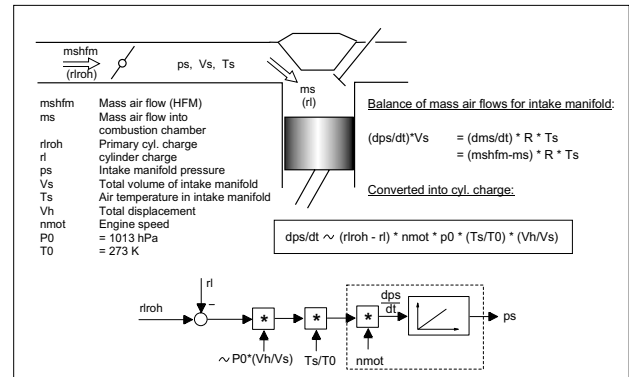 mshfm
(rlroh)
ps, Vs, Ts
ms
(rl)
mshfm Mass air flow (HFM)
ms Mass air flow into
combustion chamber
rlroh Primary cyl. charge
rl cylinder charge
ps Intake manifold pressure
Vs Total volume of intake manifold
Ts Air temperature in intake manifold
Vh Total displacement
nmot Engine speed
P0 = 1013 hPa
T0 = 273 K
Balance of mass air flows for intake manifold:
(dps/dt)*Vs = (dms/dt) * R * Ts
= (mshfm-ms) * R * Ts
Converted into cyl. charge:
dps/dt ~ (rlroh - rl) * nmot * p0 * (Ts/T0) * (Vh/Vs)
rl
−
rlroh
*
*
*
dps
dt
ps
~ P0*(Vh/Vs)
Ts/T0
nmot